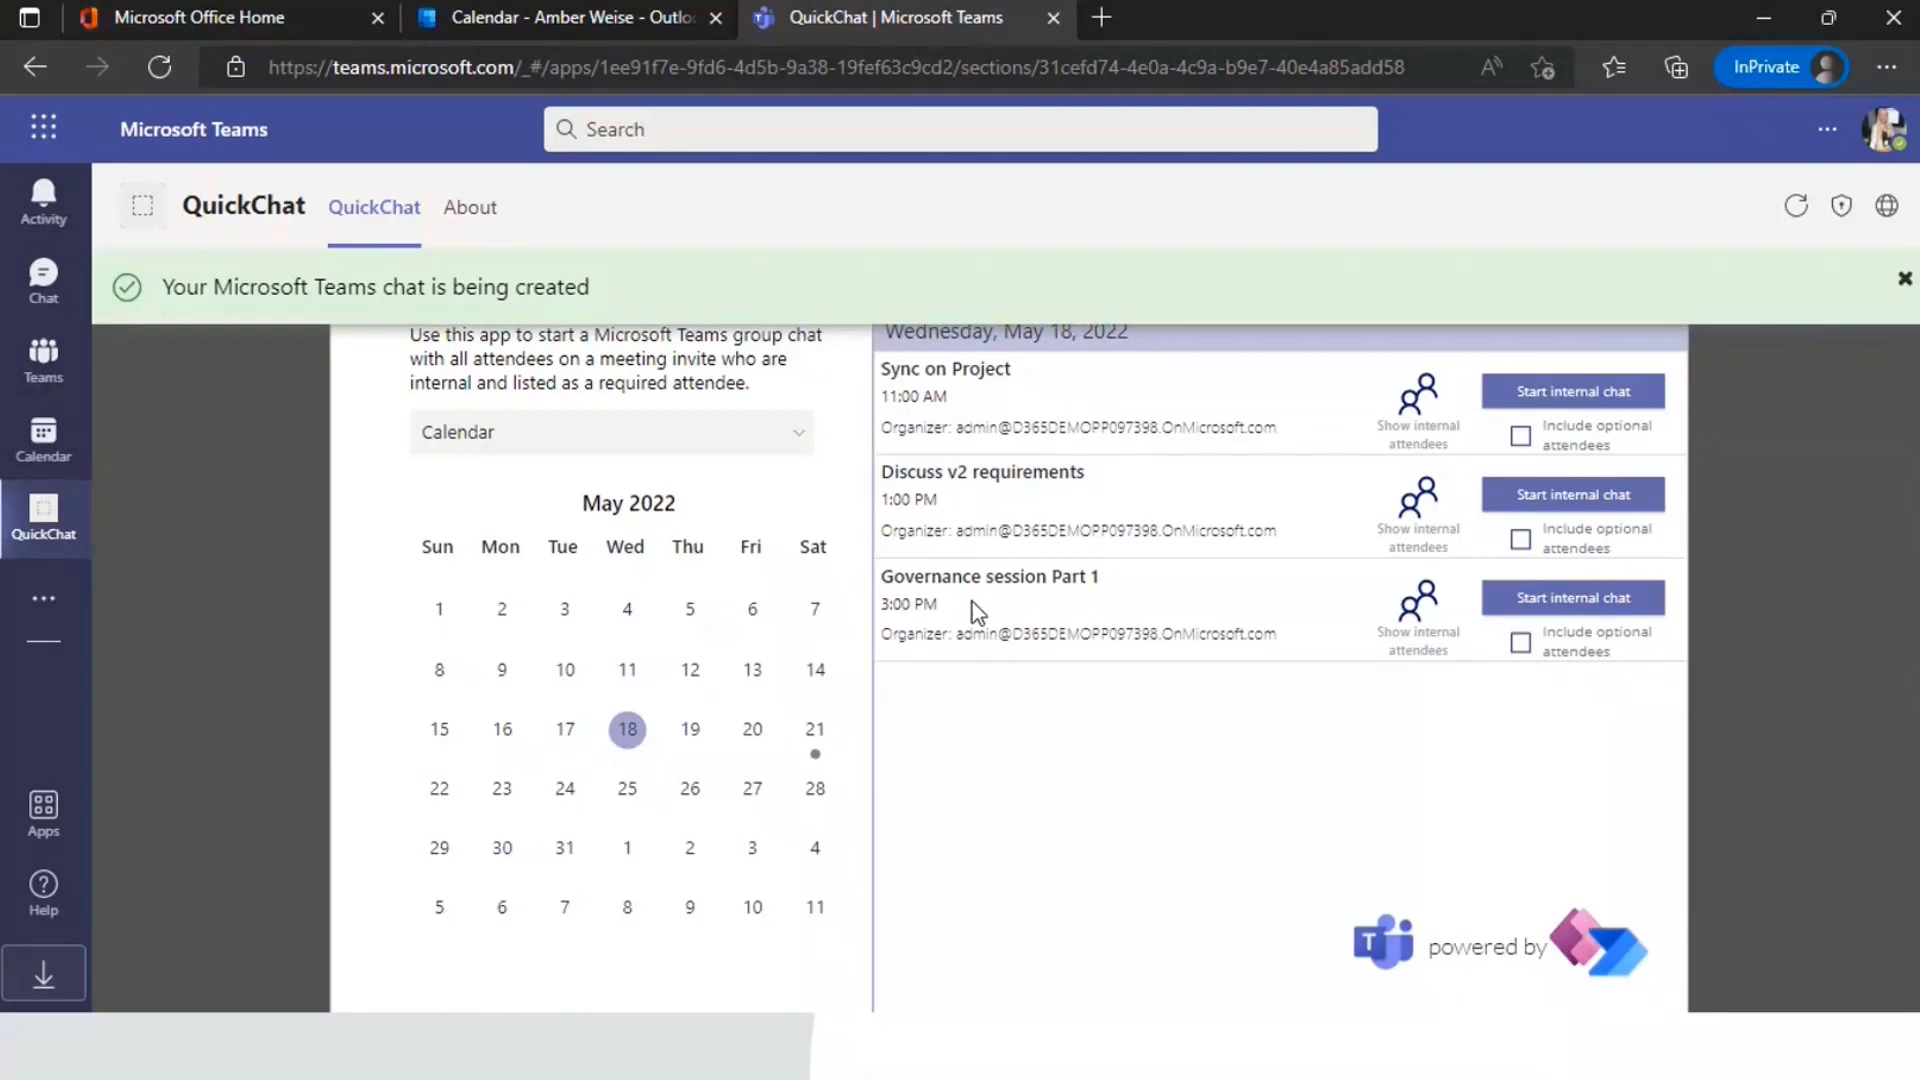 Microsoft Office Home
Calendar - Amber Weise - Outlo
QuickChat | Microsoft Teams
https://teams.microsoft.com/_#/apps/1ee91f7e-9fd6-4d5b-9a38-19fef63c9cd2/sections/31cefd74-4e0a-4c9a-b9e7-40e4a85add58
InPrivate
Microsoft Teams
Search
Activity
Chat
Teams
Calendar
QuickChat
Apps
Help
QuickChat
QuickChat
About
Your Microsoft Teams chat is being created
Use this app to start a Microsoft Teams group chat
with all attendees on a meeting invite who are
internal and listed as a required attendee.
Calendar
May 2022
Sun Mon Tue Wed Thu Fri Sat
1 2 3 4 5 6 7
8 9 10 11 12 13 14
15 16 17 18 19 20 21
22 23 24 25 26 27 28
29 30 31 1 2 3 4
5 6 7 8 9 10 11
Wednesday, May 18, 2022
Sync on Project
11:00 AM
Organizer: admin@D365DEMOPP097398.OnMicrosoft.com
Show internal
attendees
Start internal chat
Include optional
attendees
Discuss v2 requirements
1:00 PM
Organizer: admin@D365DEMOPP097398.OnMicrosoft.com
Show internal
attendees
Start internal chat
Include optional
attendees
Governance session Part 1
3:00 PM
Organizer: admin@D365DEMOPP097398.OnMicrosoft.com
Show internal
attendees
Start internal chat
Include optional
attendees
T powered by